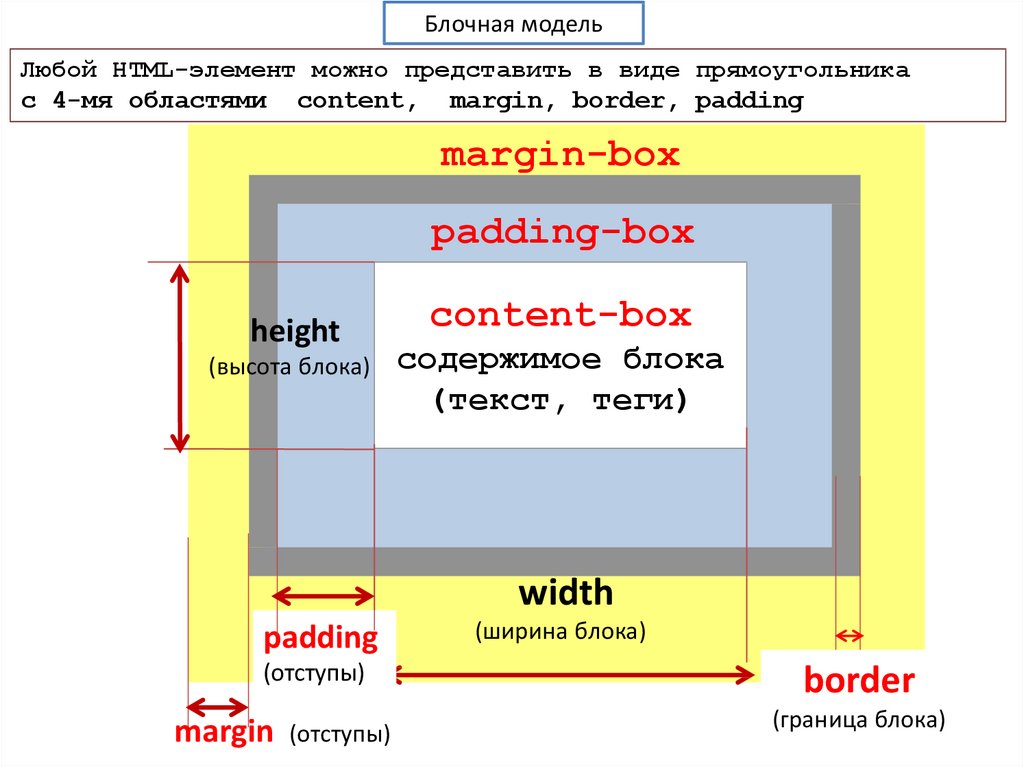 Блочная модель
Любой HTML-элемент можно представить в виде прямоугольника
с 4-мя областями content, margin, border, padding
margin-box
padding-box
content-box
содержимое блока
(текст, теги)
height
(высота блока)
width
(ширина блока)
padding
(отступы)
border
(граница блока)
margin (отступы)